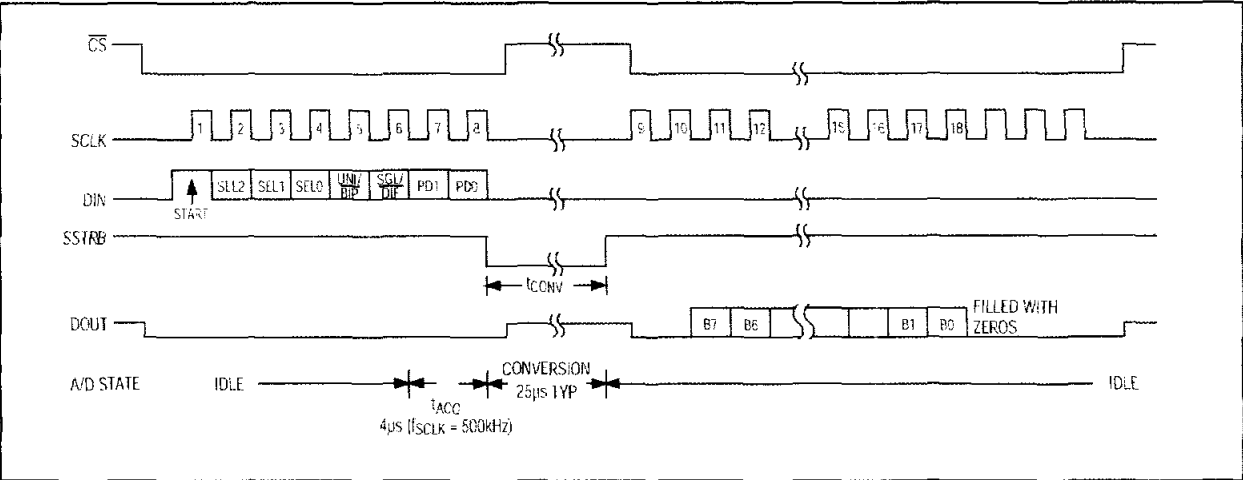 CS
SCLK 1 2 3 4 5 6 7 8 9 10 11 12 15 16 17 18
DIN SEL2 SEL1 SEL0 UNI/BIP SGL/DIF PD1 PD0
START
SSTRB
tCONV
DOUT B7 B6 B1 B0 FILLED WITH
ZEROS
A/D STATE IDLE CONVERSION IDLE
25µs TYP
tACQ
4µs (fSCLK = 500kHz)